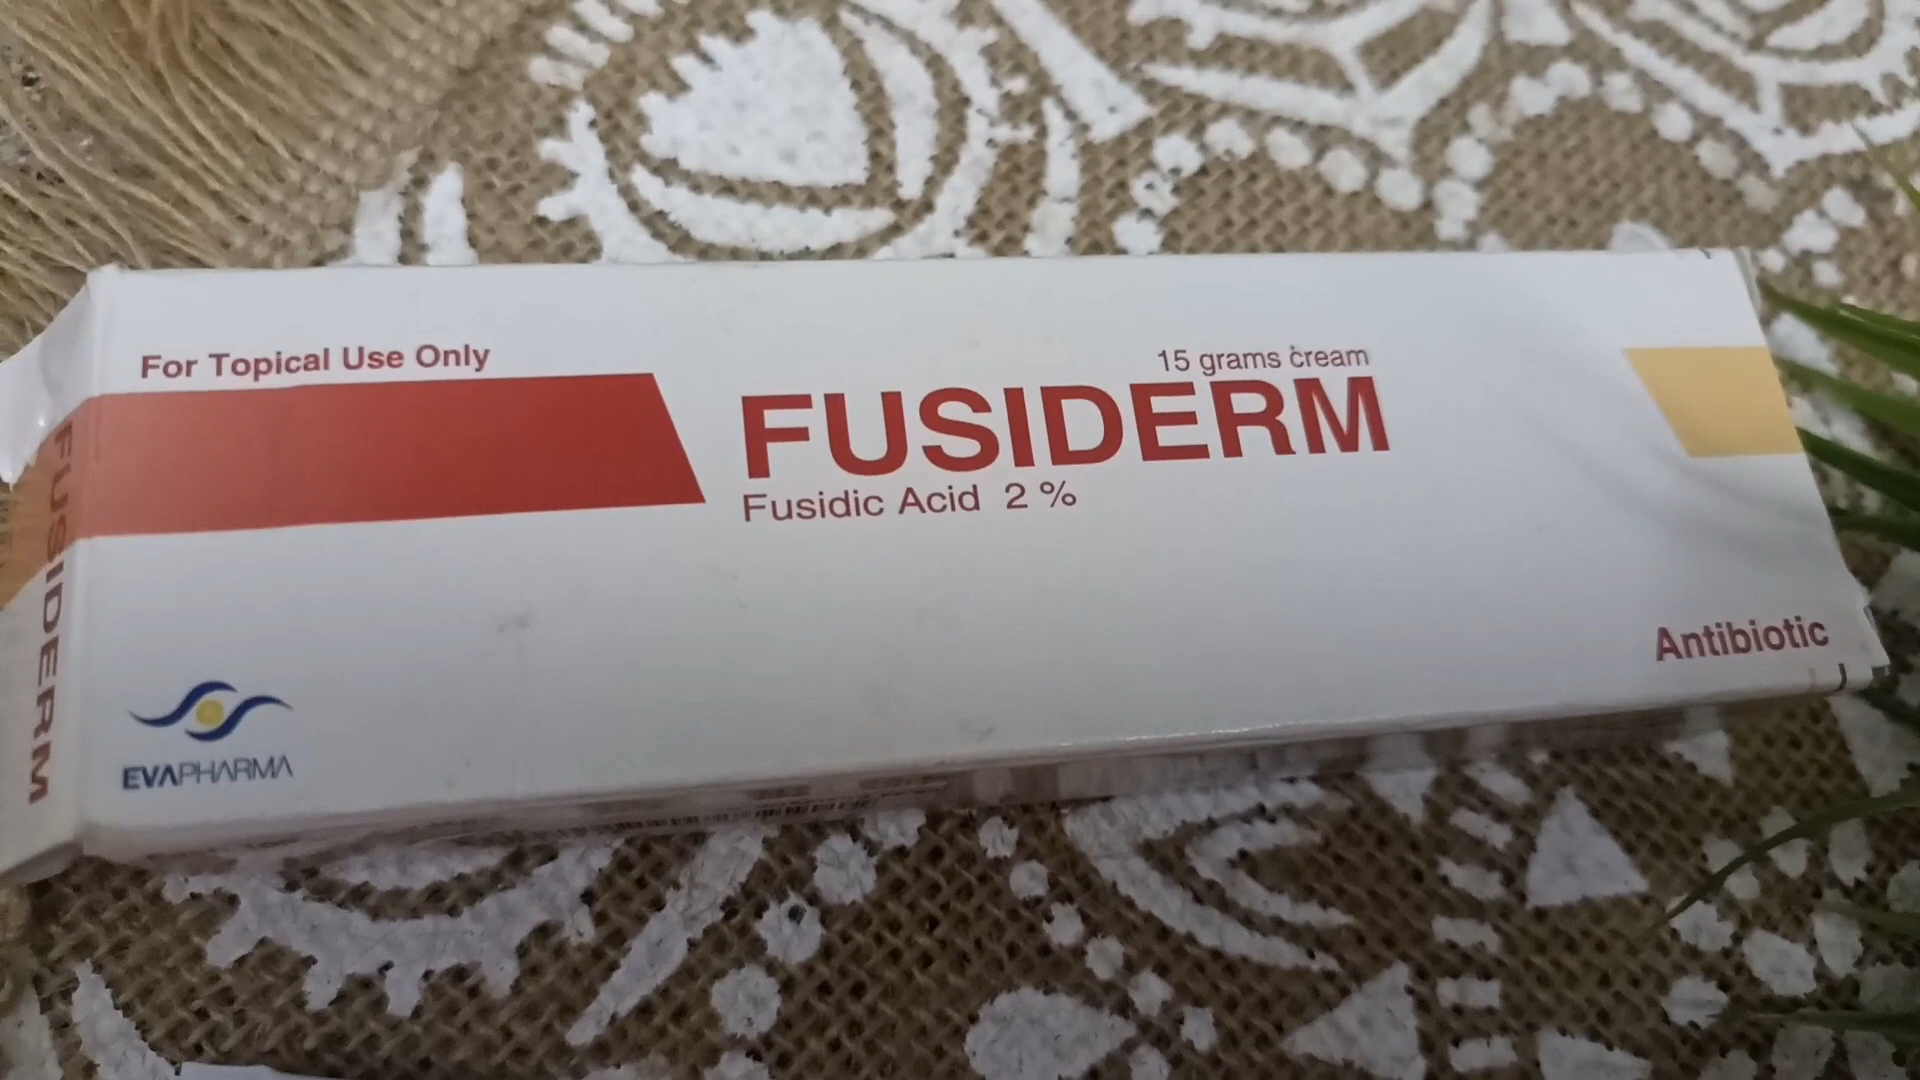 For Topical Use Only
15 grams cream
FUSIDERM
Fusidic Acid 2 %
Antibiotic
EVAPHARMA
FUSIDERM